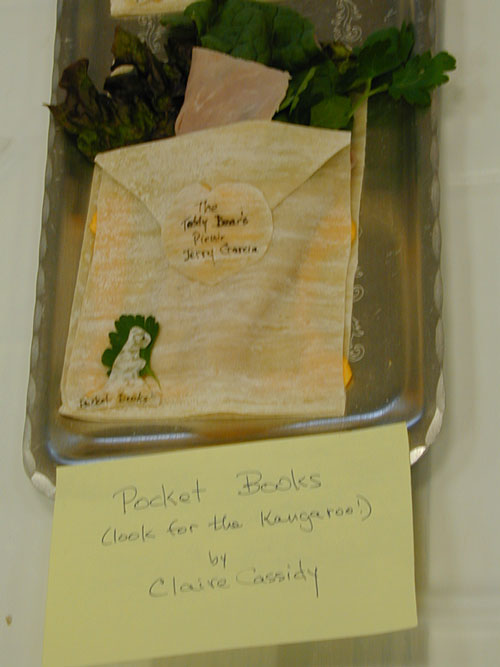 The
Teddy Bear's
Picnic
Jerry Garcia
Pocket Books
Pocket Books
(look for the Kangaroo!)
by
Claire Cassidy